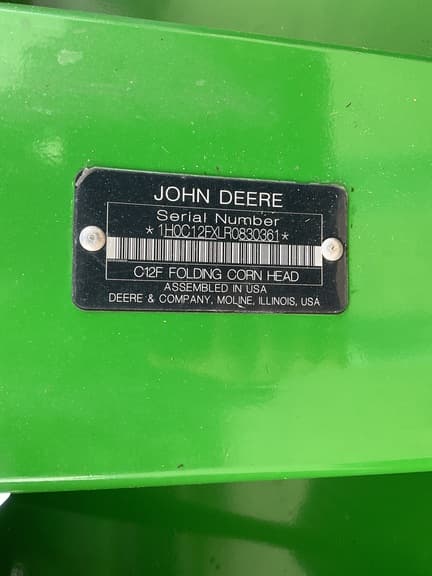 JOHN DEERE
Serial Number
*1H0C12FXLR0830361*
C12F FOLDING CORN HEAD
ASSEMBLED IN USA
DEERE & COMPANY, MOLINE, ILLINOIS, USA